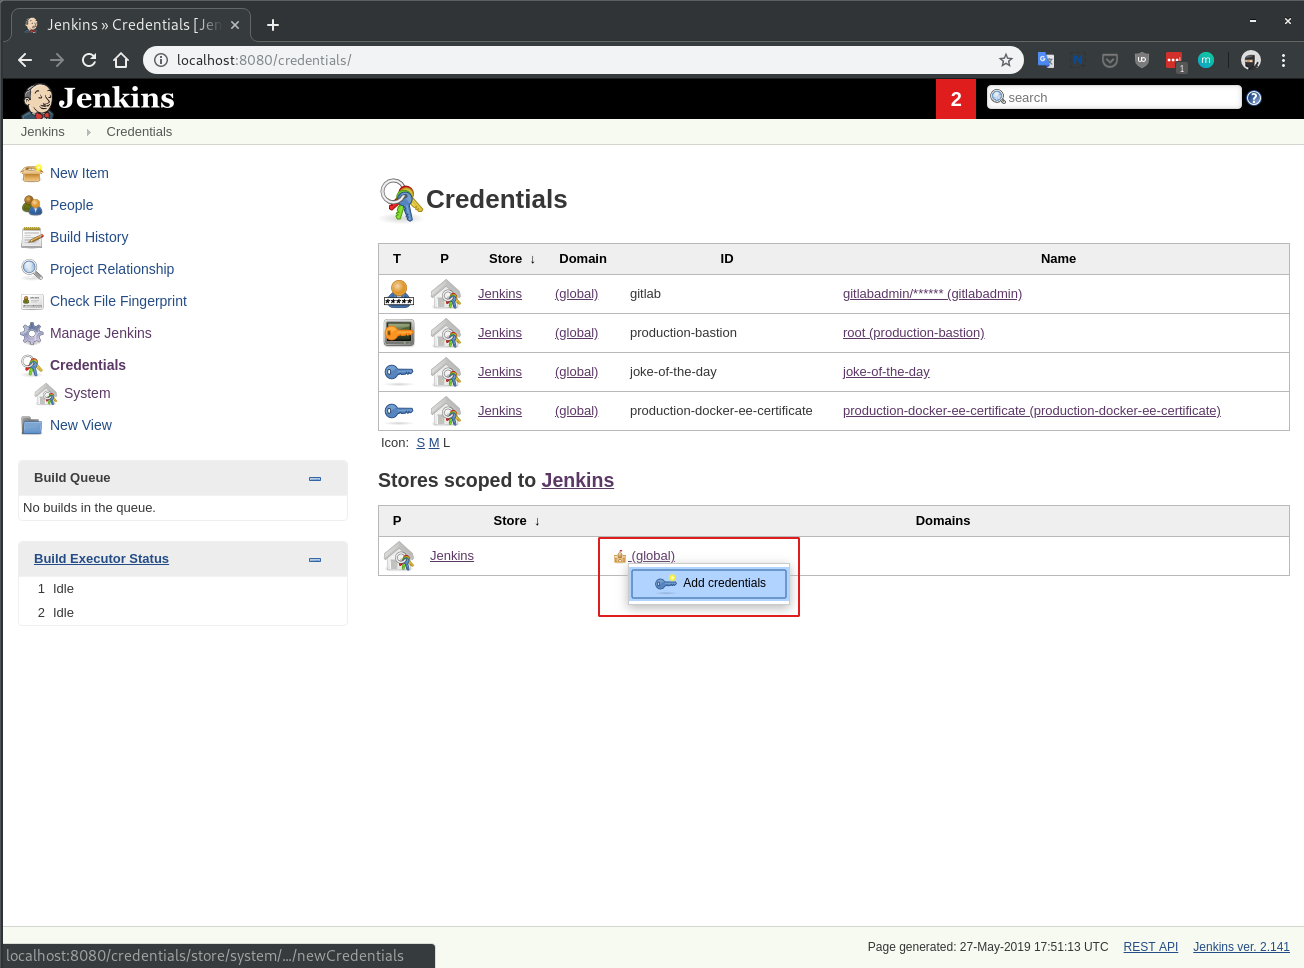 Jenkins » Credentials [Jen
localhost:8080/credentials/
1
Jenkins
2
search
Jenkins Credentials
New Item
People
Build History
Project Relationship
Check File Fingerprint
Manage Jenkins
Credentials
System
New View
Build Queue
No builds in the queue.
Build Executor Status
1 Idle
2 Idle
Credentials
T P Store ↓ Domain ID Name
Jenkins (global) gitlab gitlabadmin/****** (gitlabadmin)
Jenkins (global) production-bastion root (production-bastion)
Jenkins (global) joke-of-the-day joke-of-the-day
Jenkins (global) production-docker-ee-certificate production-docker-ee-certificate (production-docker-ee-certificate)
Icon: S M L
Stores scoped to Jenkins
P Store ↓ Domains
Jenkins (global)
Add credentials
Page generated: 27-May-2019 17:51:13 UTC REST API Jenkins ver. 2.141
localhost:8080/credentials/store/system/.../newCredentials